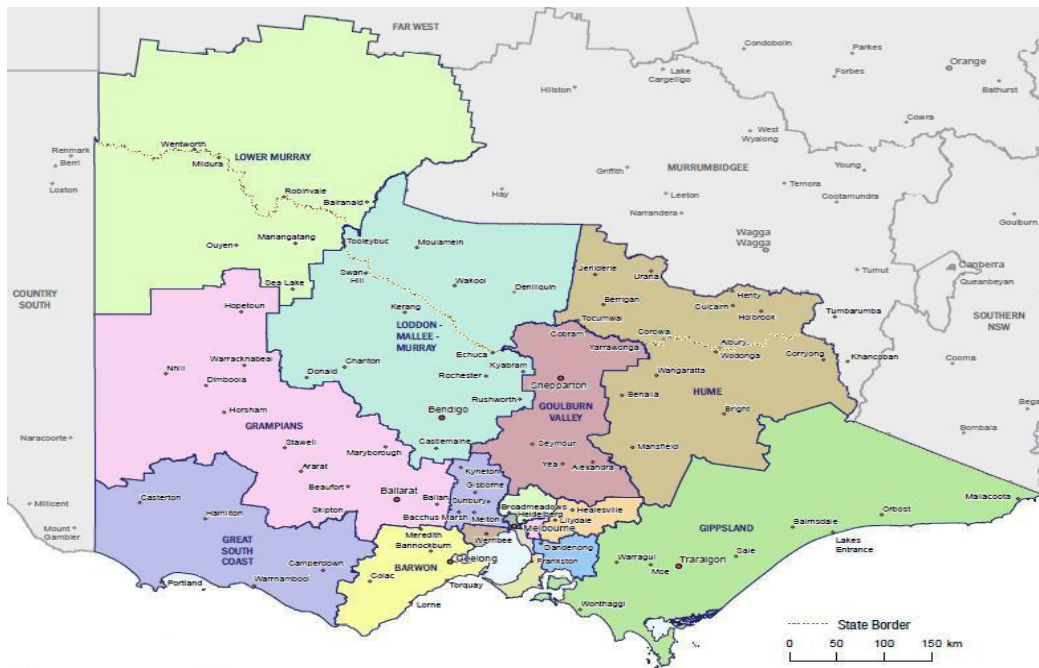 FAR WEST
Condobolin
Parkes
Orange
Lake
Cargelligo
Forbes
Hillston
Bathurst
Cowra
West
Wyalong
Renmark
Berri
Loxton
Wentworth
Mildura
LOWER MURRAY
MURRUMBIDGEE
Young
Griffith
Leeton
Temora
Cootamundra
Hay
Narrandera
Robinvale
Balranald
Goulburn
Wagga
Wagga
Ouyen
Manangatang
Tooleybuc
Moulamein
Jerilderie
Urana
Tumut
Canberra
Queanbeyan
COUNTRY
SOUTH
Sea Lake
Swan
Hill
Wakool
Deniliquin
Hopetoun
Kerang
Berrigan
Tocumwal
Culcairn
Henty
Holbrook
Tumbarumba
SOUTHERN
NSW
LODDON -
MALLEE -
MURRAY
Cobram
Yarrawonga
Corowa
Albury
Wodonga
Corryong
Khancoban
Cooma
Warracknabeal
Nhill
Dimboola
Donald
Charlton
Echuca
Kyabram
Rochester
Shepparton
Wangaratta
Rushworth
GOULBURN
VALLEY
Benalla
HUME
Bright
Bega
Horsham
GRAMPIANS
Bendigo
Naracoorte
Stawell
Maryborough
Castlemaine
Seymour
Mansfield
Bombala
Ararat
Beaufort
Ballarat
Kyneton
Gisborne
Yea
Alexandra
Millicent
Casterton
Hamilton
Skipton
Ballan
Sunbury
Broadmeadows
Healesville
Heidelberg
Lilydale
Mallacoota
Orbost
Mount
Gambier
Bacchus Marsh
Melton
Melbourne
GIPPSLAND
Bairnsdale
Lakes
Entrance
GREAT
SOUTH
COAST
Meredith
Bannockburn
Werribee
Dandenong
Warragul
Sale
Camperdown
BARWON
Geelong
Frankston
Moe
Traralgon
Portland
Warrnambool
Colac
Torquay
Lorne
Wonthaggi
State Border
0 50 100 150 km